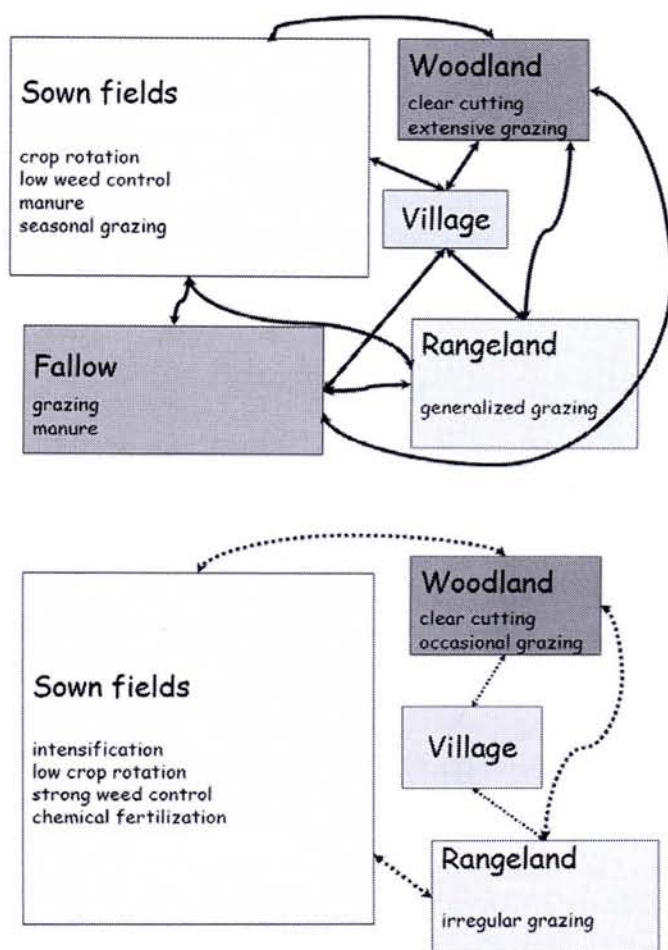 Sown fields
crop rotation
low weed control
manure
seasonal grazing
Woodland
clear cutting
extensive grazing
Village
Fallow
grazing
manure
Rangeland
generalized grazing
Sown fields
intensification
low crop rotation
strong weed control
chemical fertilization
Woodland
clear cutting
occasional grazing
Village
Rangeland
irregular grazing